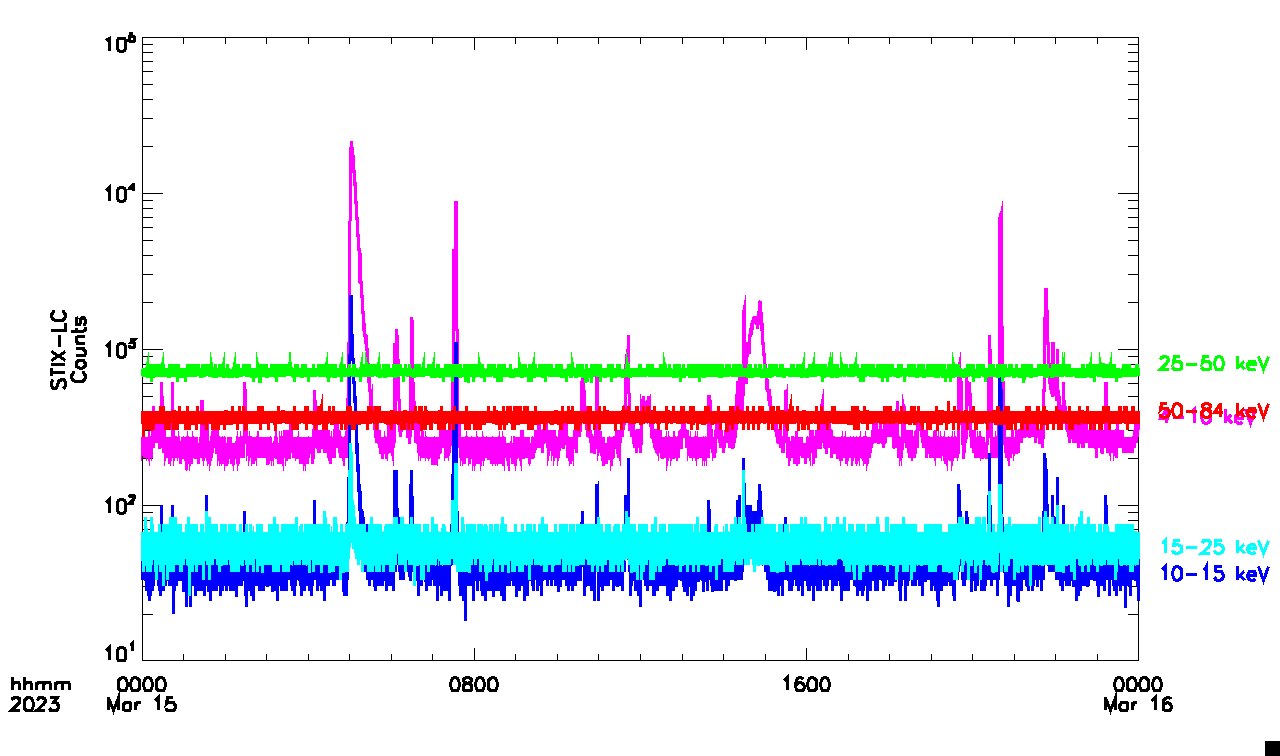 10^5
10^4
10^3
10^2
10^1
STIX-LC
Counts
25-50 keV
50-84 keV
15-25 keV
10-15 keV
hhmm 0000 0800 1600 0000
2023 Mar 15 Mar 16